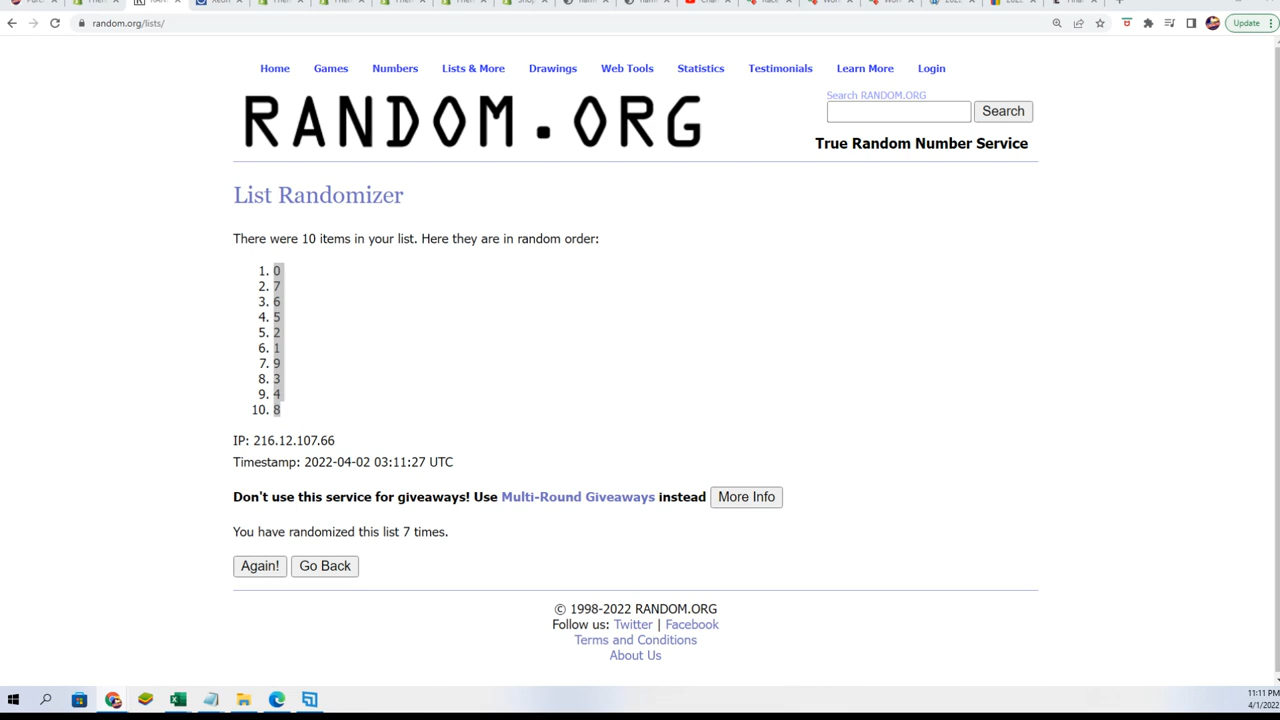 random.org/lists/
Update
Home Games Numbers Lists & More Drawings Web Tools Statistics Testimonials Learn More Login
RANDOM.ORG
Search RANDOM.ORG
Search
True Random Number Service
List Randomizer
There were 10 items in your list. Here they are in random order:
1. 0
2. 7
3. 6
4. 5
5. 2
6. 1
7. 9
8. 3
9. 4
10. 8
IP: 216.12.107.66
Timestamp: 2022-04-02 03:11:27 UTC
Don't use this service for giveaways! Use Multi-Round Giveaways instead More Info
You have randomized this list 7 times.
Again! Go Back
© 1998-2022 RANDOM.ORG
Follow us: Twitter | Facebook
Terms and Conditions
About Us
11:11 PM
4/1/2022